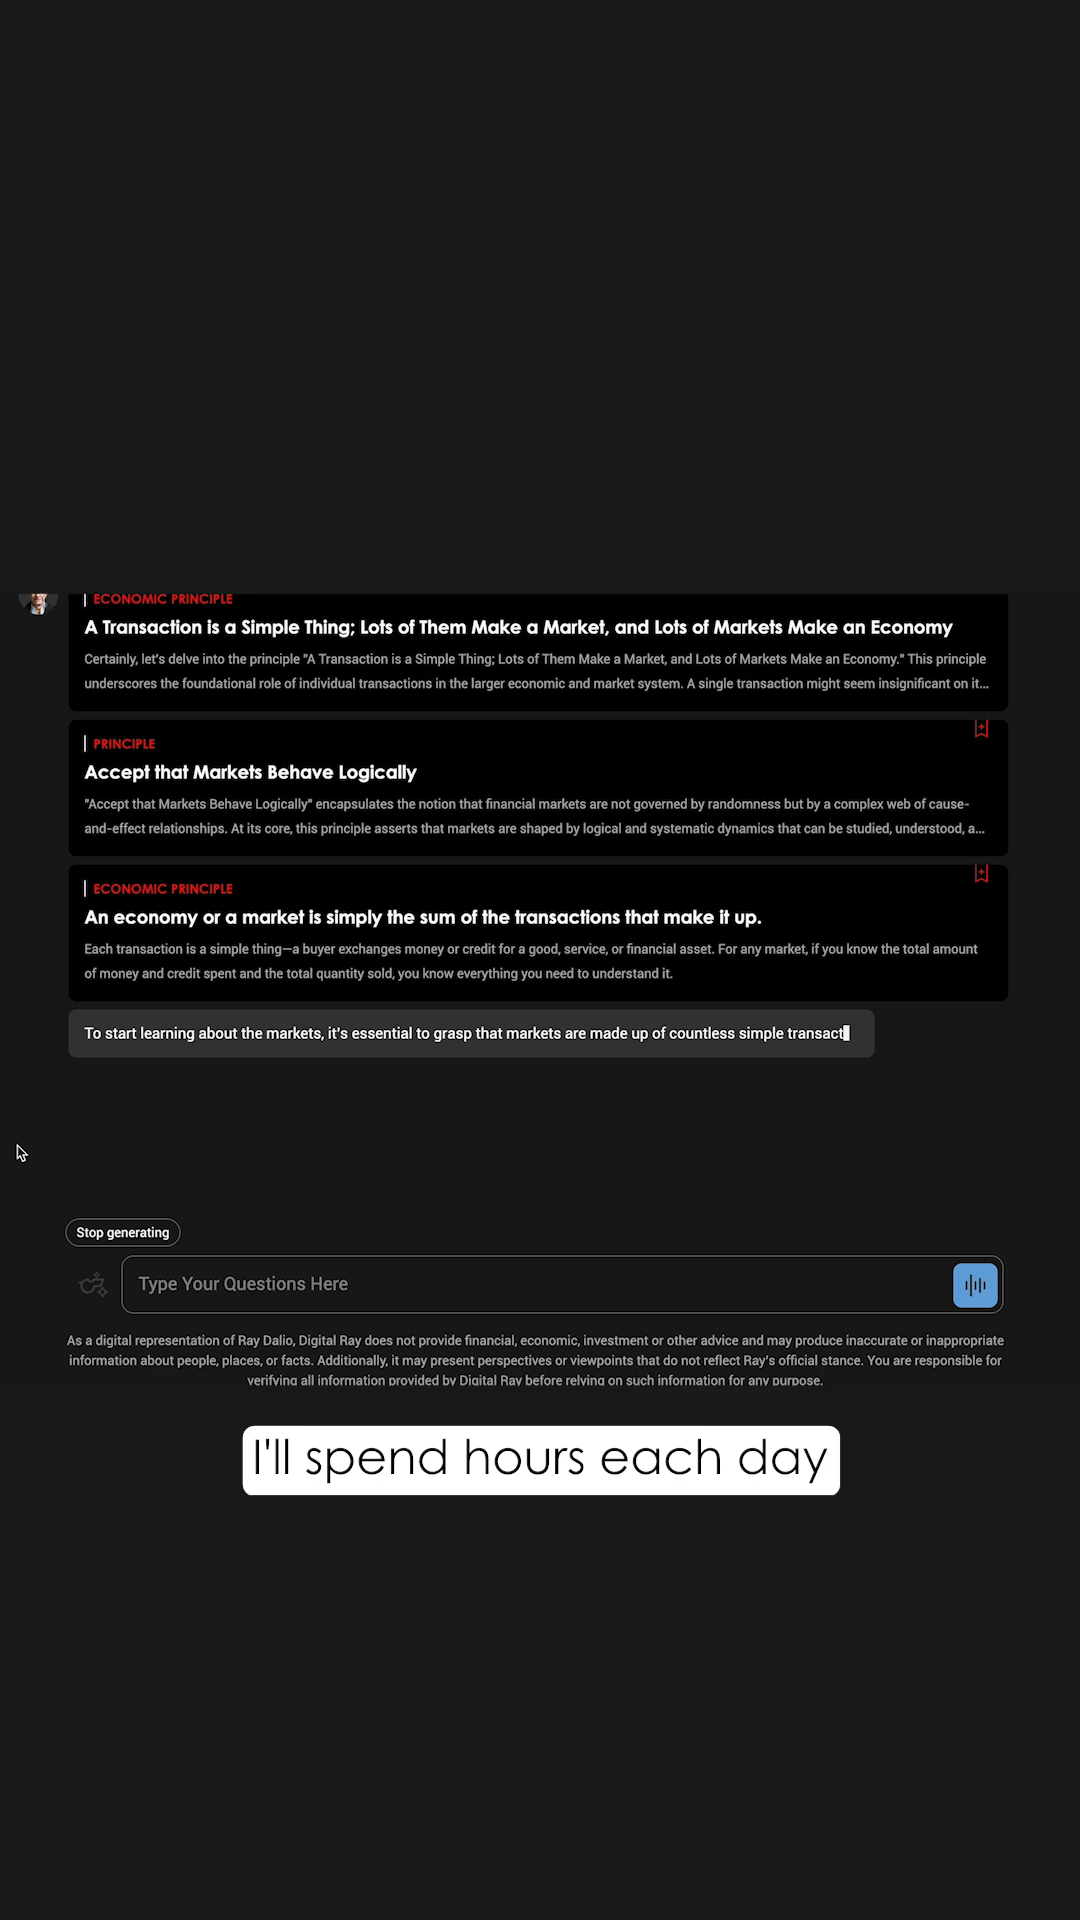 ECONOMIC PRINCIPLE
A Transaction is a Simple Thing; Lots of Them Make a Market, and Lots of Markets Make an Economy
Certainly, let's delve into the principle "A Transaction is a Simple Thing; Lots of Them Make a Market, and Lots of Markets Make an Economy." This principle
underscores the foundational role of individual transactions in the larger economic and market system. A single transaction might seem insignificant on it...
PRINCIPLE
Accept that Markets Behave Logically
"Accept that Markets Behave Logically" encapsulates the notion that financial markets are not governed by randomness but by a complex web of cause-
and-effect relationships. At its core, this principle asserts that markets are shaped by logical and systematic dynamics that can be studied, understood, a...
ECONOMIC PRINCIPLE
An economy or a market is simply the sum of the transactions that make it up.
Each transaction is a simple thing—a buyer exchanges money or credit for a good, service, or financial asset. For any market, if you know the total amount
of money and credit spent and the total quantity sold, you know everything you need to understand it.
To start learning about the markets, it's essential to grasp that markets are made up of countless simple transact
Stop generating
Type Your Questions Here
As a digital representation of Ray Dalio, Digital Ray does not provide financial, economic, investment or other advice and may produce inaccurate or inappropriate
information about people, places, or facts. Additionally, it may present perspectives or viewpoints that do not reflect Ray's official stance. You are responsible for
verifying all information provided by Digital Ray before relying on such information for any purpose.
I'll spend hours each day